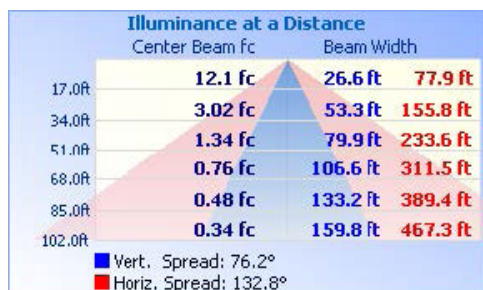 Illuminance at a Distance
Center Beam fc Beam Width
17.0ft 12.1 fc 26.6 ft 77.9 ft
34.0ft 3.02 fc 53.3 ft 155.8 ft
51.0ft 1.34 fc 79.9 ft 233.6 ft
68.0ft 0.76 fc 106.6 ft 311.5 ft
85.0ft 0.48 fc 133.2 ft 389.4 ft
102.0ft 0.34 fc 159.8 ft 467.3 ft
Vert. Spread: 76.2°
Horiz. Spread: 132.8°